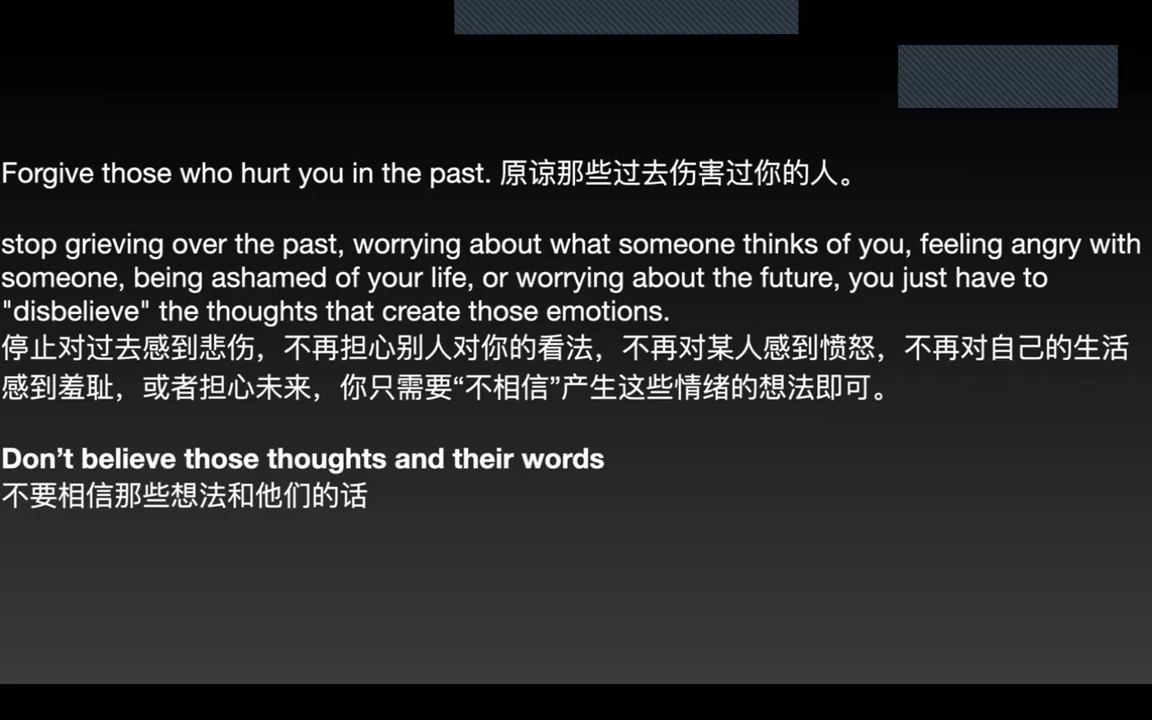 Forgive those who hurt you in the past. 原谅那些过去伤害过你的人。
stop grieving over the past, worrying about what someone thinks of you, feeling angry with
someone, being ashamed of your life, or worrying about the future, you just have to
"disbelieve" the thoughts that create those emotions.
停止对过去感到悲伤，不再担心别人对你的看法，不再对某人感到愤怒，不再对自己的生活
感到羞耻，或者担心未来，你只需要“不相信”产生这些情绪的想法即可。
Don’t believe those thoughts and their words
不要相信那些想法和他们的话